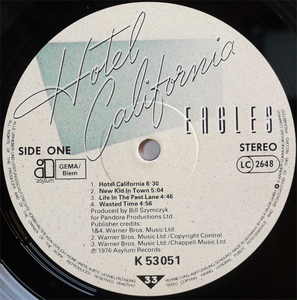 Hotel
California
EAGLES
SIDE ONE
STEREO
asylum
GEMA/
Biem
LC 2648
1. Hotel California 6:30
2. New Kid In Town 5:04
3. Life In The Fast Lane 4:46
4. Wasted Time 4:56
Produced by Bill Szymczyk
for Pandora Productions Ltd.
Publisher credits:
1&4. Warner Bros. Music Ltd.
2. Warner Bros. Music Ltd./Copyright Control
3. Warner Bros. Music Ltd./Chappell Music Ltd.
℗ 1976 Asylum Records
K 53051
33